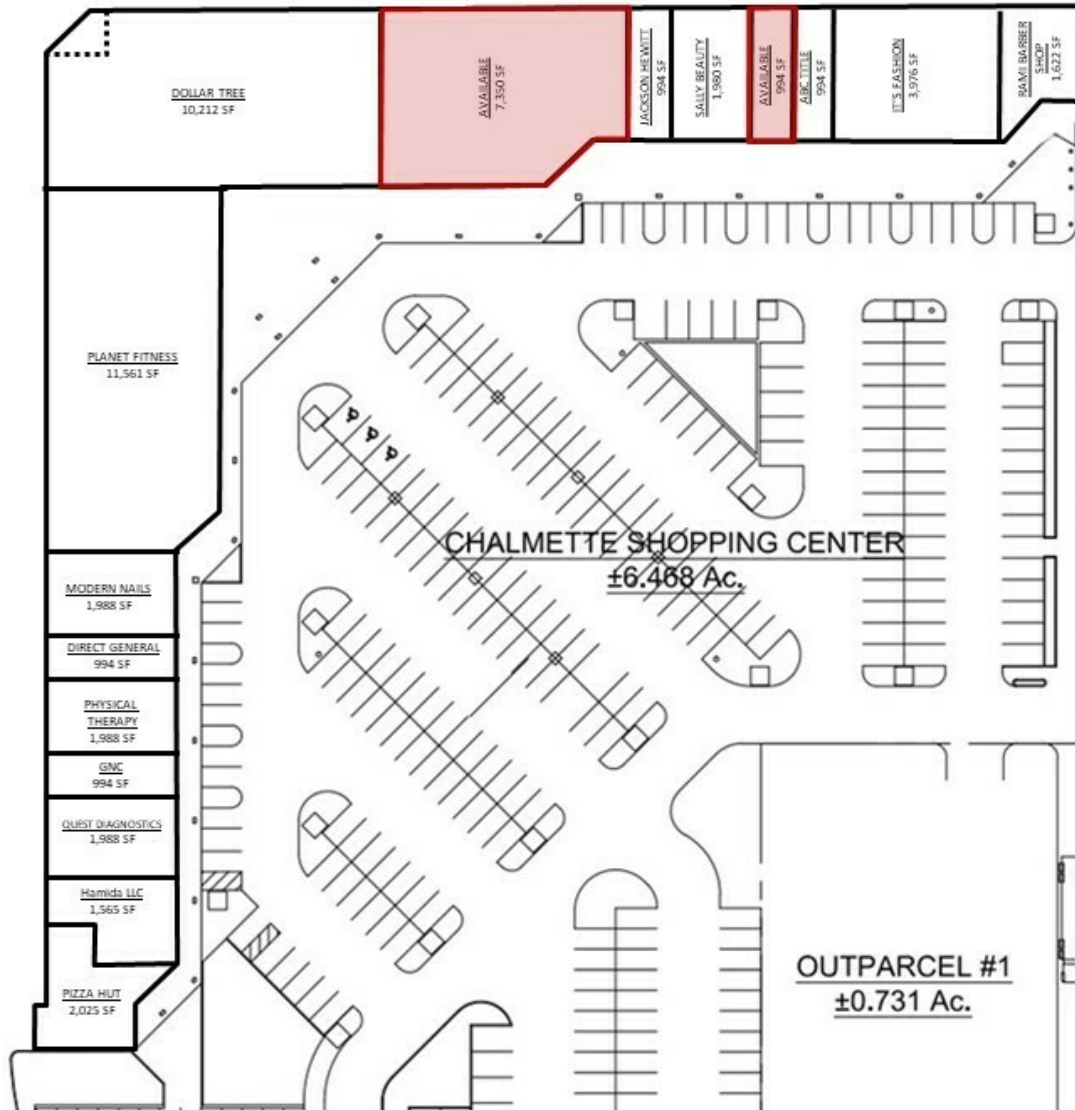 DOLLAR TREE
10,212 SF
AVAILABLE
7,350 SF
JACKSON HEWITT
994 SF
SALLY BEAUTY
1,980 SF
AVAILABLE
994 SF
ABC TITLE
994 SF
IT'S FASHION
3,976 SF
RAMI BARBER
SHOP
1,622 SF
PLANET FITNESS
11,561 SF
CHALMETTE SHOPPING CENTER
±6.468 Ac.
MODERN NAILS
1,988 SF
DIRECT GENERAL
994 SF
PHYSICAL
THERAPY
1,988 SF
GNC
994 SF
QUEST DIAGNOSTICS
1,988 SF
Hamida LLC
1,565 SF
PIZZA HUT
2,025 SF
OUTPARCEL #1
±0.731 Ac.